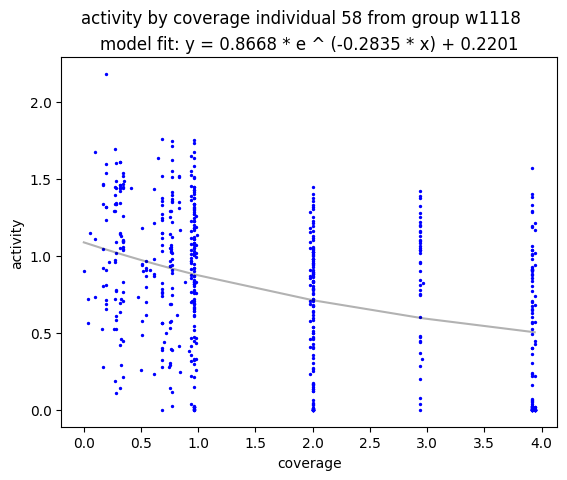 activity by coverage individual 58 from group w1118
model fit: y = 0.8668 * e ^ (-0.2835 * x) + 0.2201
2.0
1.5
1.0
0.5
0.0
activity
0.0 0.5 1.0 1.5 2.0 2.5 3.0 3.5 4.0
coverage